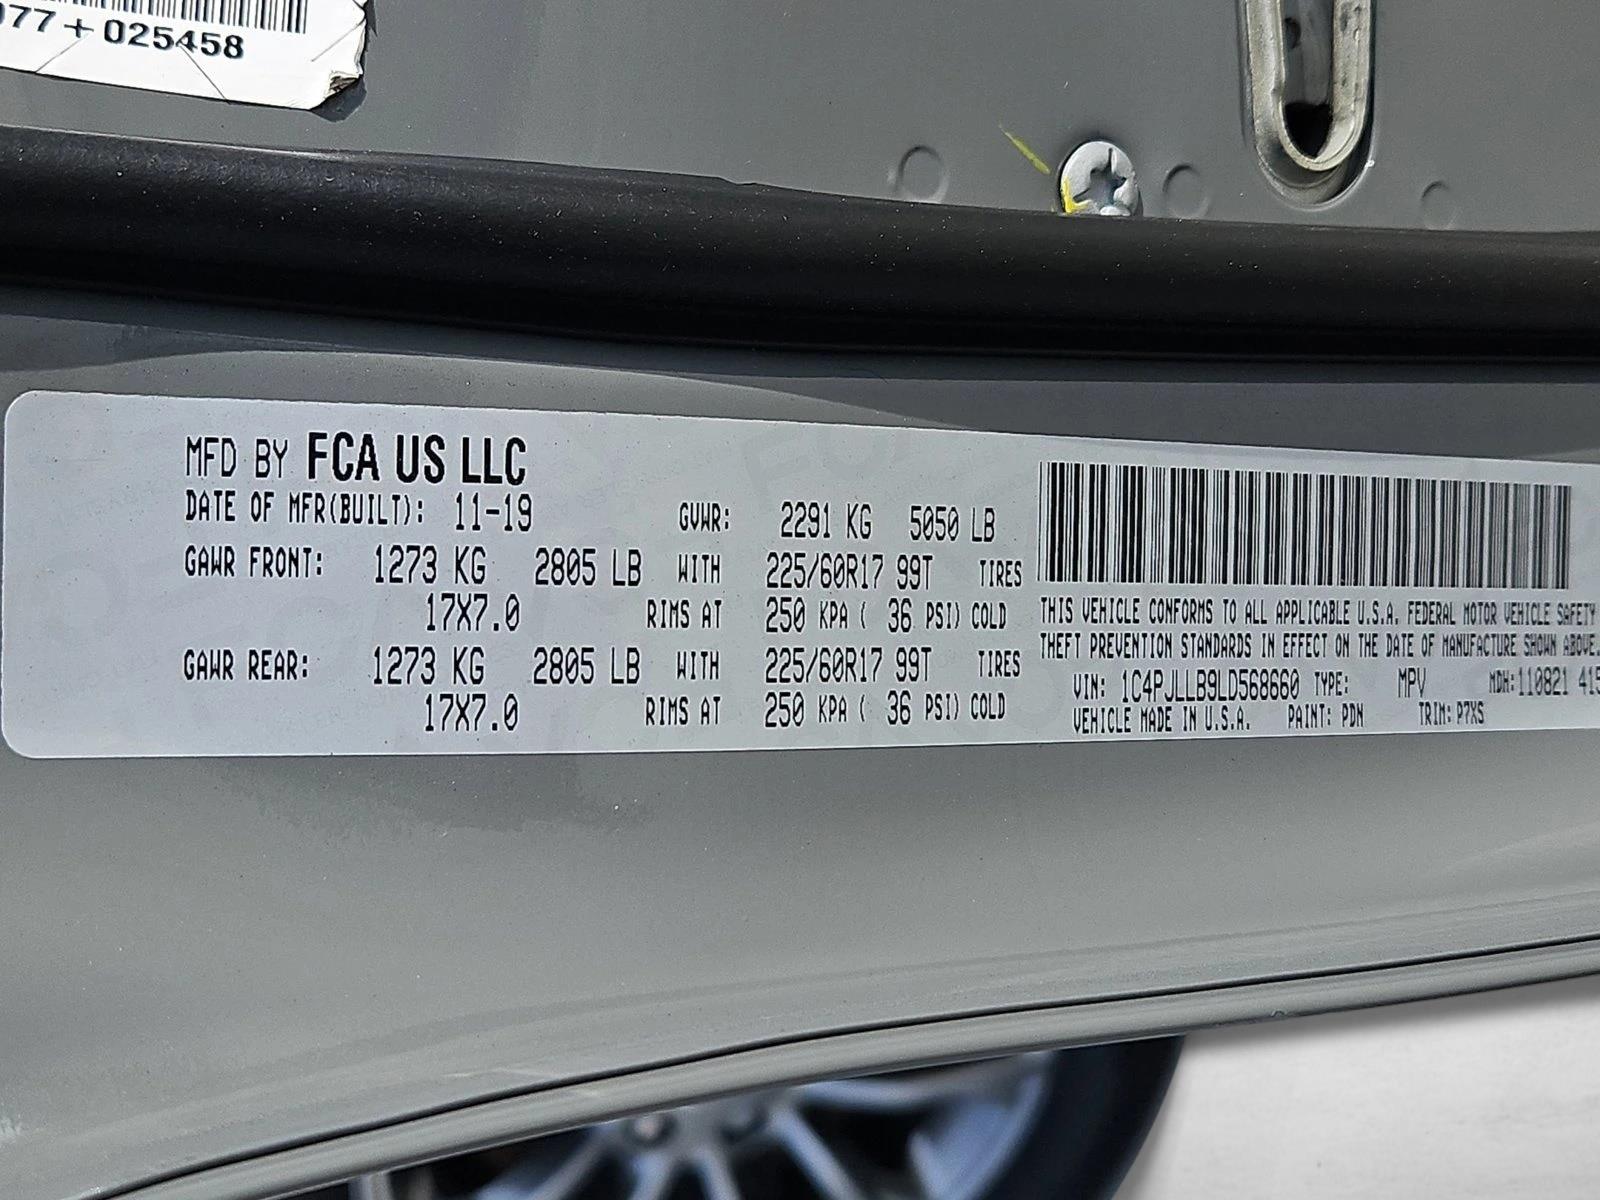 077+025458
MFD BY FCA US LLC
DATE OF MFR(BUILT): 11-19 GVWR: 2291 KG 5050 LB
GAWR FRONT: 1273 KG 2805 LB WITH 225/60R17 99T TIRES
17X7.0 RIMS AT 250 KPA ( 36 PSI) COLD
GAWR REAR: 1273 KG 2805 LB WITH 225/60R17 99T TIRES
17X7.0 RIMS AT 250 KPA ( 36 PSI) COLD
THIS VEHICLE CONFORMS TO ALL APPLICABLE U.S.A. FEDERAL MOTOR VEHICLE SAFETY
THEFT PREVENTION STANDARDS IN EFFECT ON THE DATE OF MANUFACTURE SHOWN ABOVE.
VIN: 1C4PJLLB9LD568660 TYPE: MPV MDH:110821 415
VEHICLE MADE IN U.S.A. PAINT: PDN TRIM: P7XS